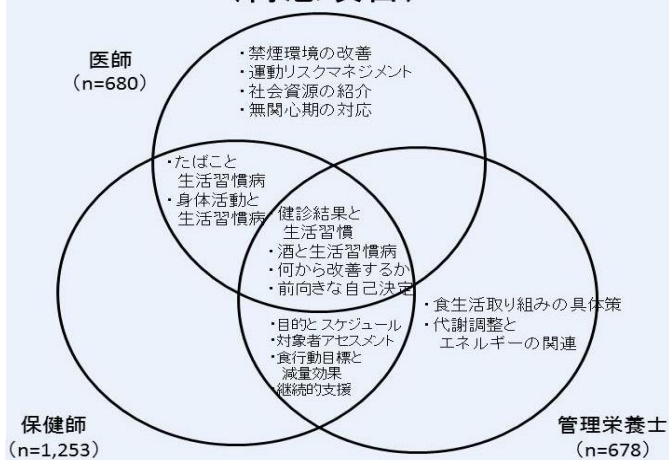 医師
(n=680)
・禁煙環境の改善
・運動リスクマネジメント
・社会資源の紹介
・無関心期の対応
・たばこと
生活習慣病
・身体活動と
生活習慣病
・健診結果と
生活習慣
・酒と生活習慣病
・何から改善するか
・前向きな自己決定
・目的と スケジュール
・対象者アセスメント
・食行動目標と
減量効果
・継続的支援
・食生活取り組みの具体策
・代謝調整と
エネルギーの関連
保健師
(n=1,253)
管理栄養士
(n=678)